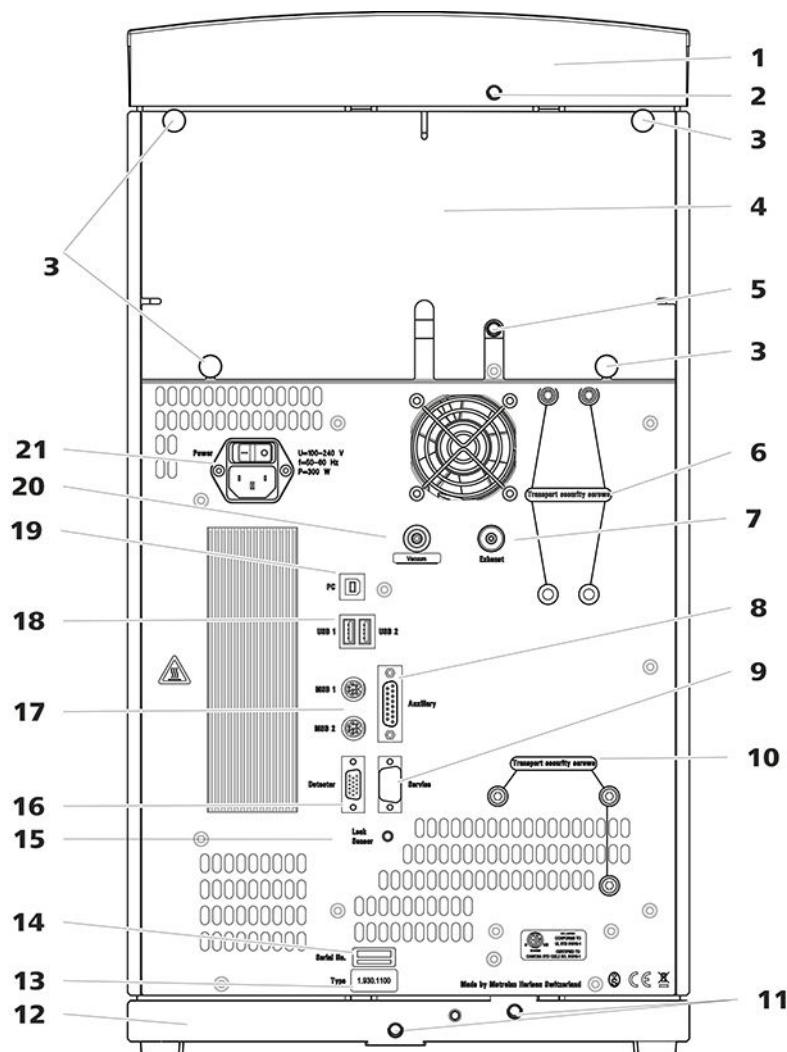 1
2
3
3
4
3
5
3
Power
U=100-240 V
f=50-60 Hz
P=300 W
21
6
Transport security screws
20
7
Vacuum
Exhaust
19
PC
18
USB 1
USB 2
8
MSB 1
17
Auxiliary
MSB 2
9
Transport security screws
10
Detector
Service
16
15
Leak
Sensor
14
Serial No.
13
Type
1.930.1100
Made by Metrohm Herisau Switzerland
CE
12
11